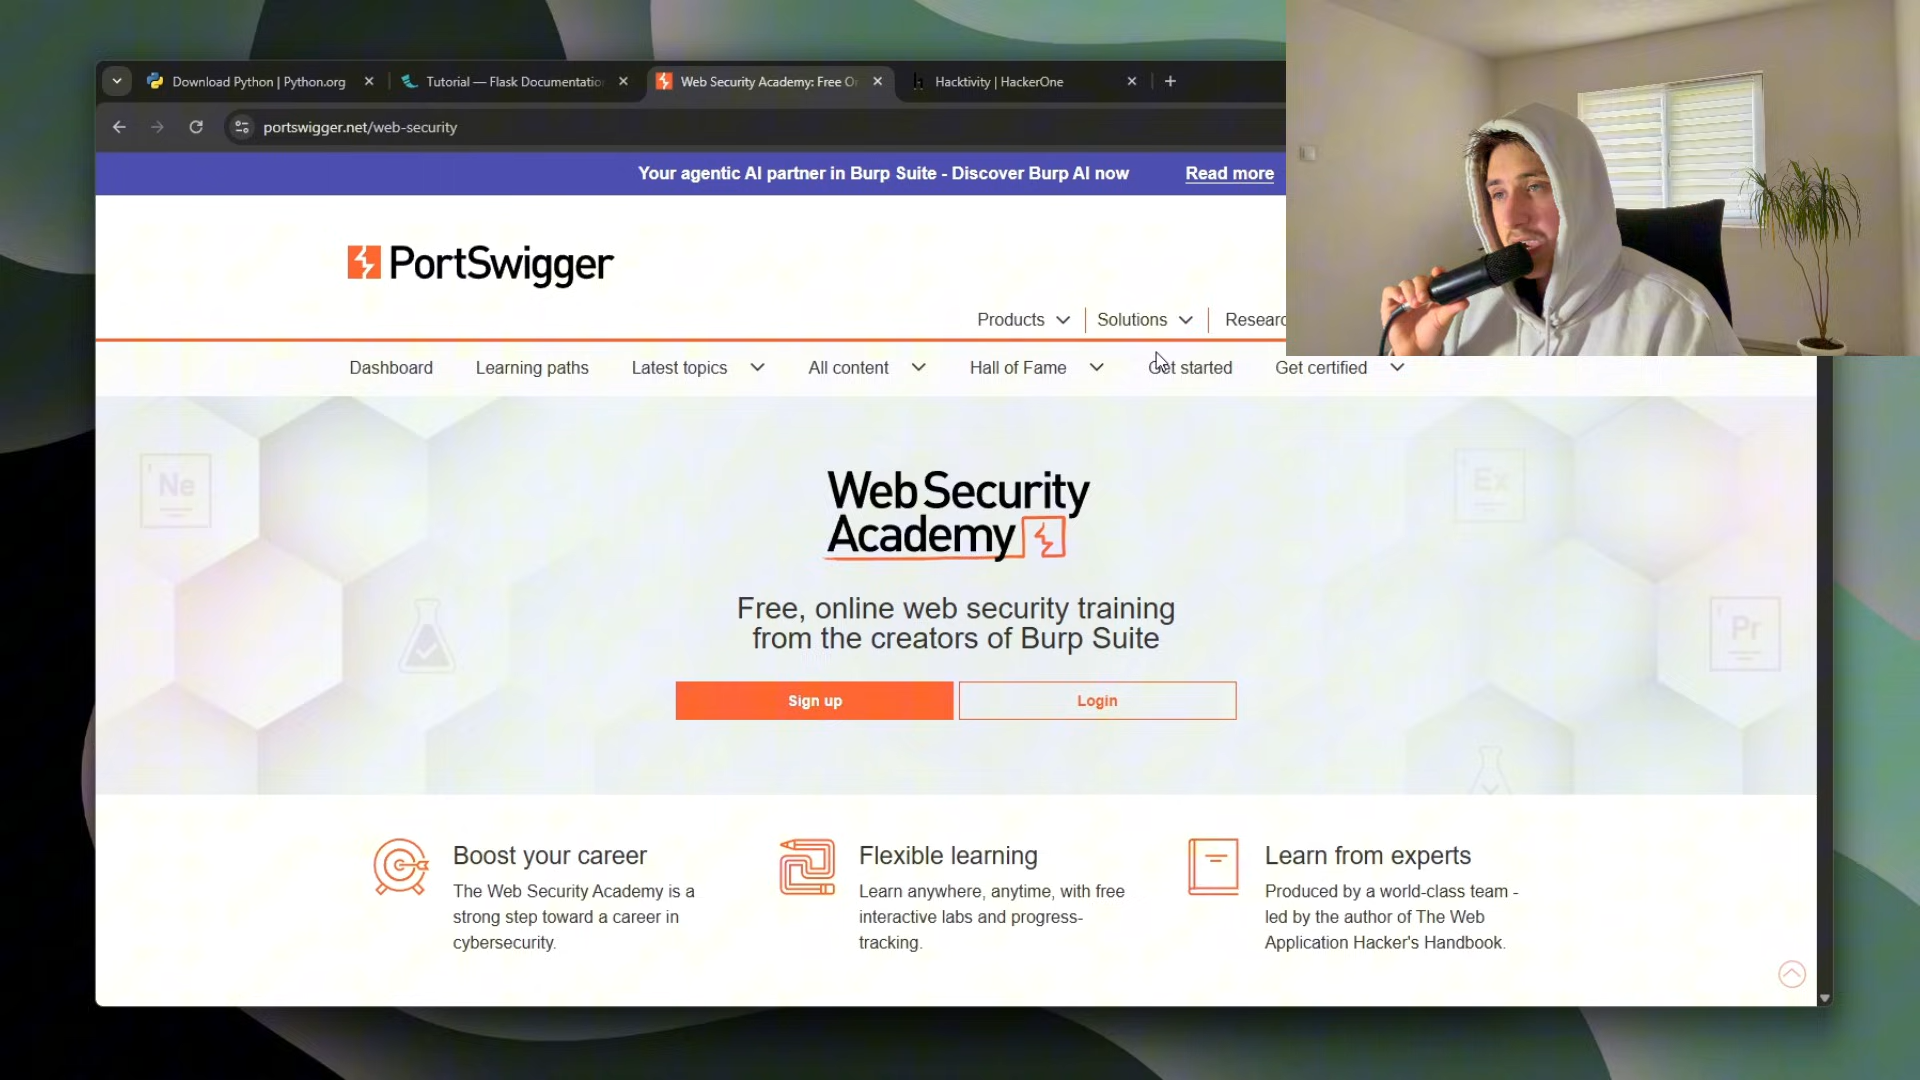 Download Python | Python.org
Tutorial — Flask Documentatio
Web Security Academy: Free O
Hacktivity | HackerOne
portswigger.net/web-security
Your agentic AI partner in Burp Suite - Discover Burp AI now Read more
PortSwigger
Products Solutions Researc
Dashboard Learning paths Latest topics All content Hall of Fame Get started Get certified
Ne
Ex
Pr
Web Security
Academy
Free, online web security training
from the creators of Burp Suite
Sign up Login
Boost your career
The Web Security Academy is a
strong step toward a career in
cybersecurity.
Flexible learning
Learn anywhere, anytime, with free
interactive labs and progress-
tracking.
Learn from experts
Produced by a world-class team -
led by the author of The Web
Application Hacker's Handbook.